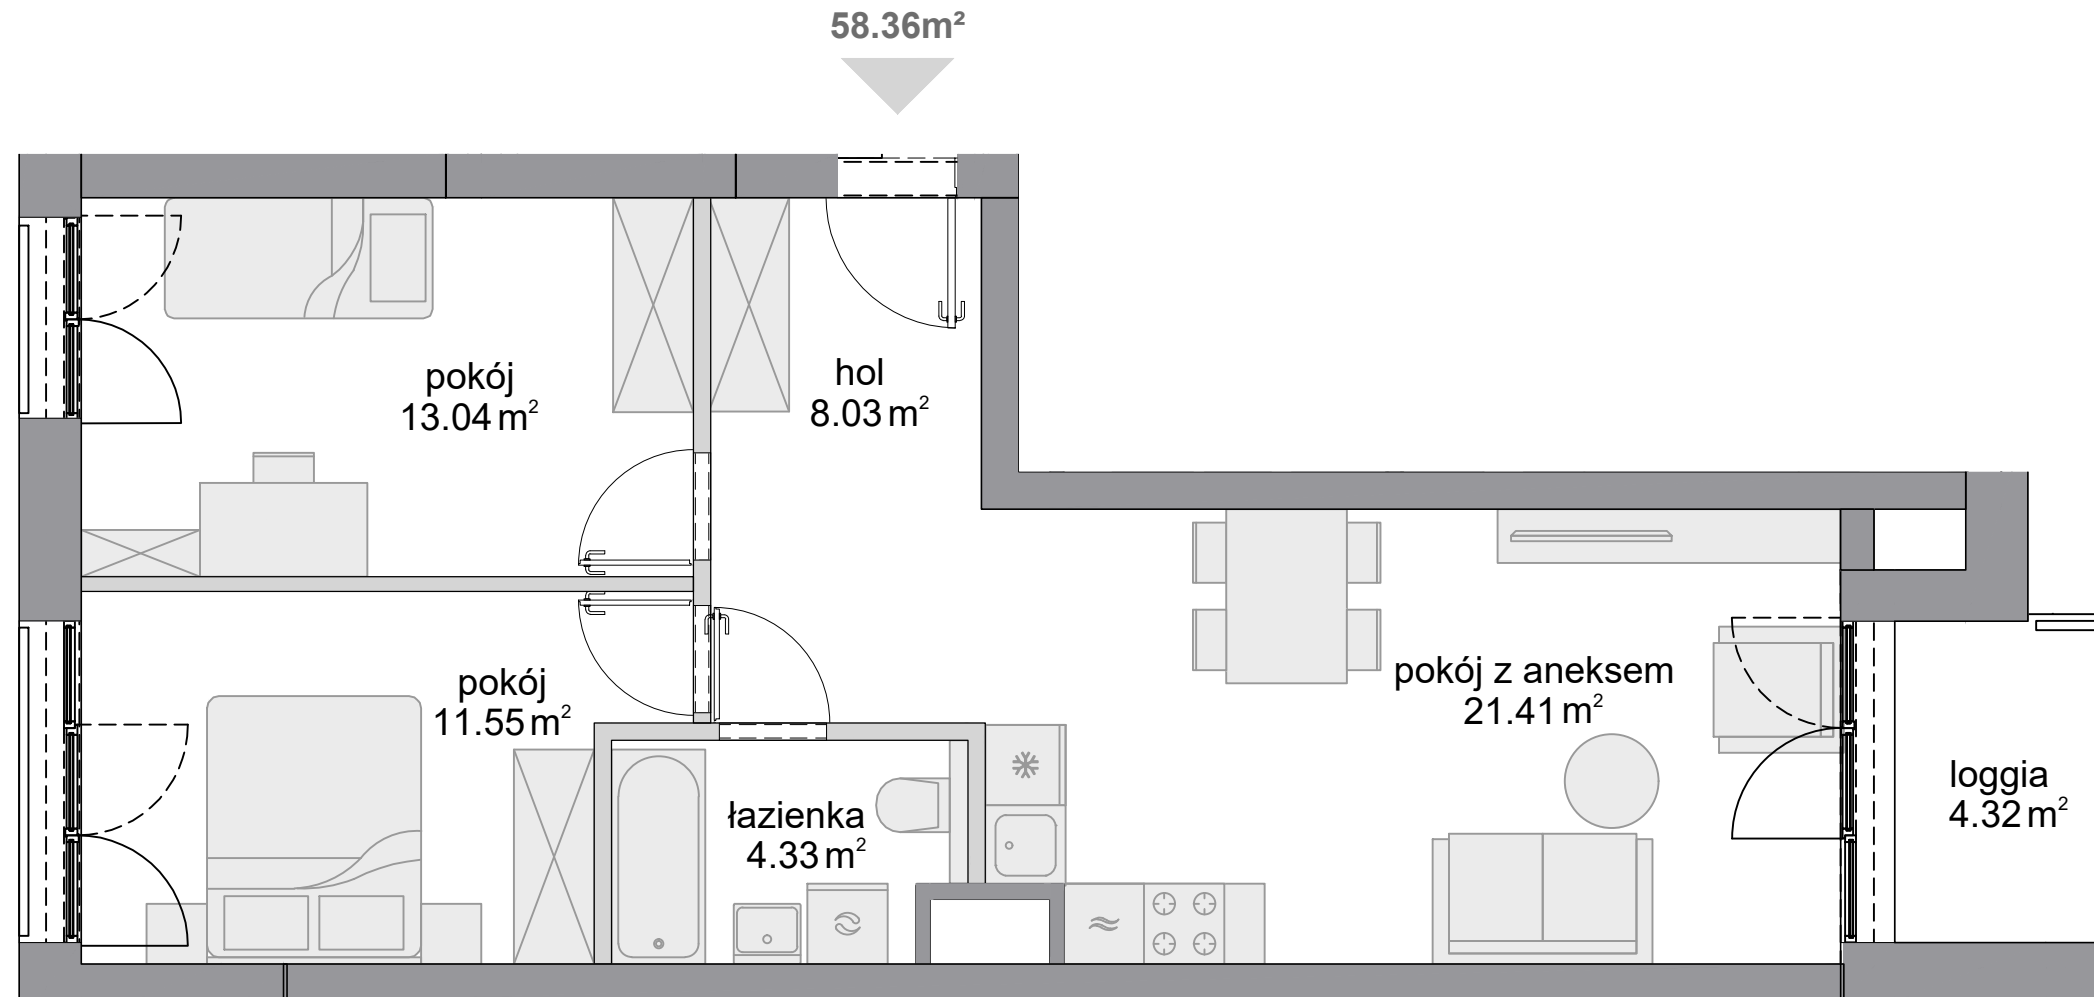 58.36m²
pokój
13.04 m²
hol
8.03 m²
pokój
11.55 m²
pokój z aneksem
21.41 m²
łazienka
4.33 m²
loggia
4.32 m²